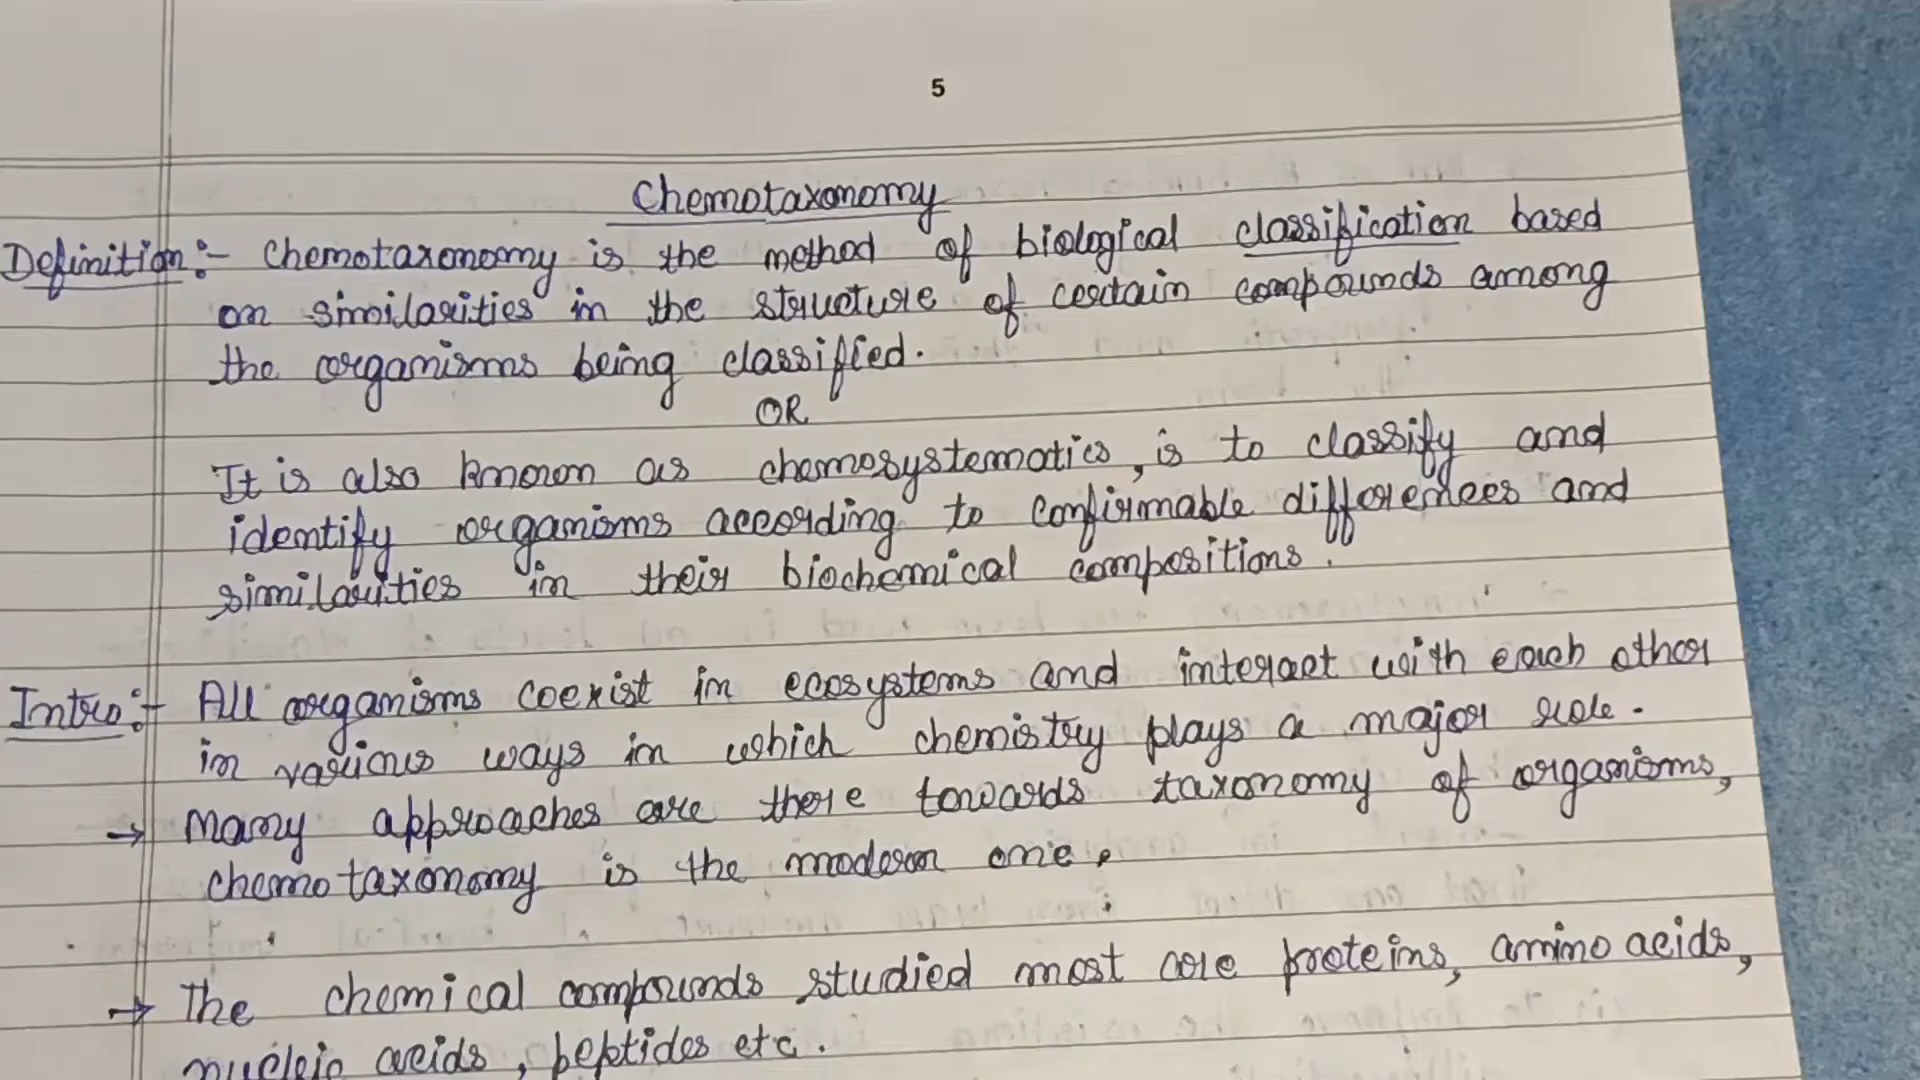 5
Chemotaxonomy
Definition:- Chemotaxonomy is the method of biological classification based
on similarities in the structure of certain compounds among
the organisms being classified.
OR
It is also known as chemosystematics, is to classify and
identify organisms according to confirmable differences and
similarities in their biochemical compositions.
Intro:- All organisms coexist in ecosystems and interact with each other
in various ways in which chemistry plays a major role.
→ Many approaches are there towards taxonomy of organisms,
chemotaxonomy is the modern one.
→ The chemical compounds studied most are proteins, amino acids,
nucleic acids, peptides etc.